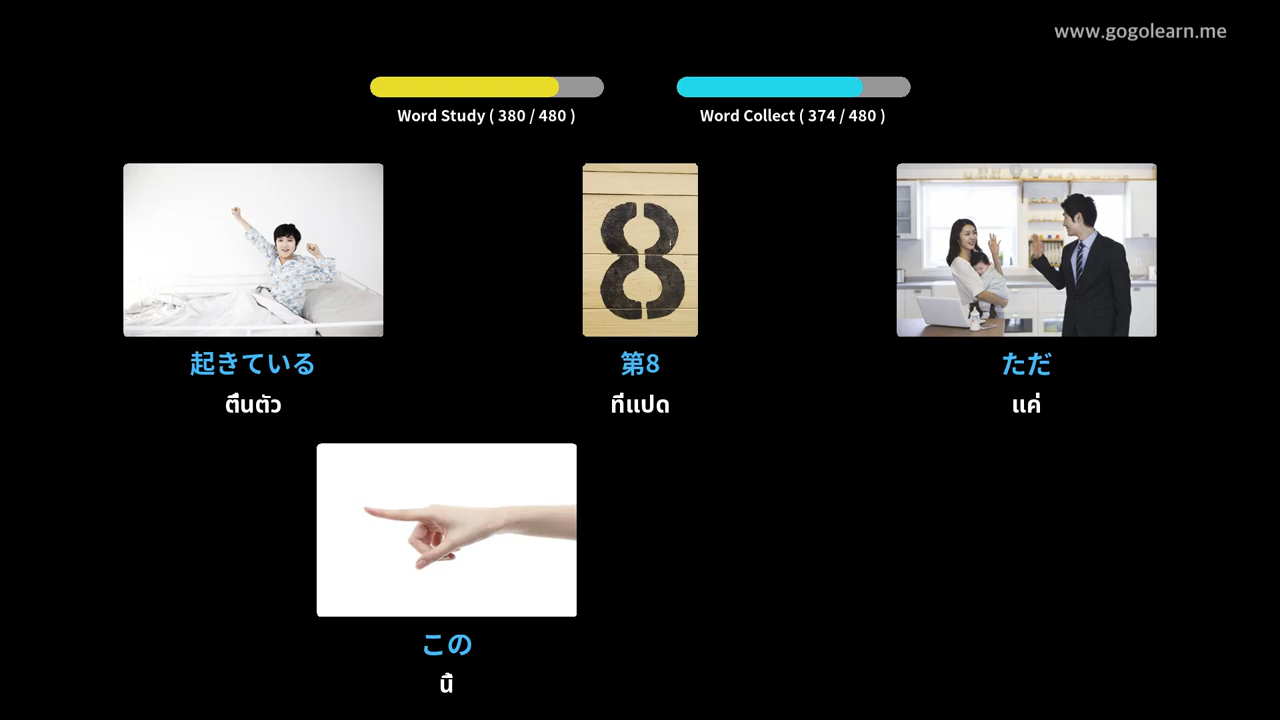 www.gogolearn.me
Word Study ( 380 / 480 )
Word Collect ( 374 / 480 )
8
起きている
ตื่นตัว
第8
ที่แปด
ただ
แค่
この
นี้